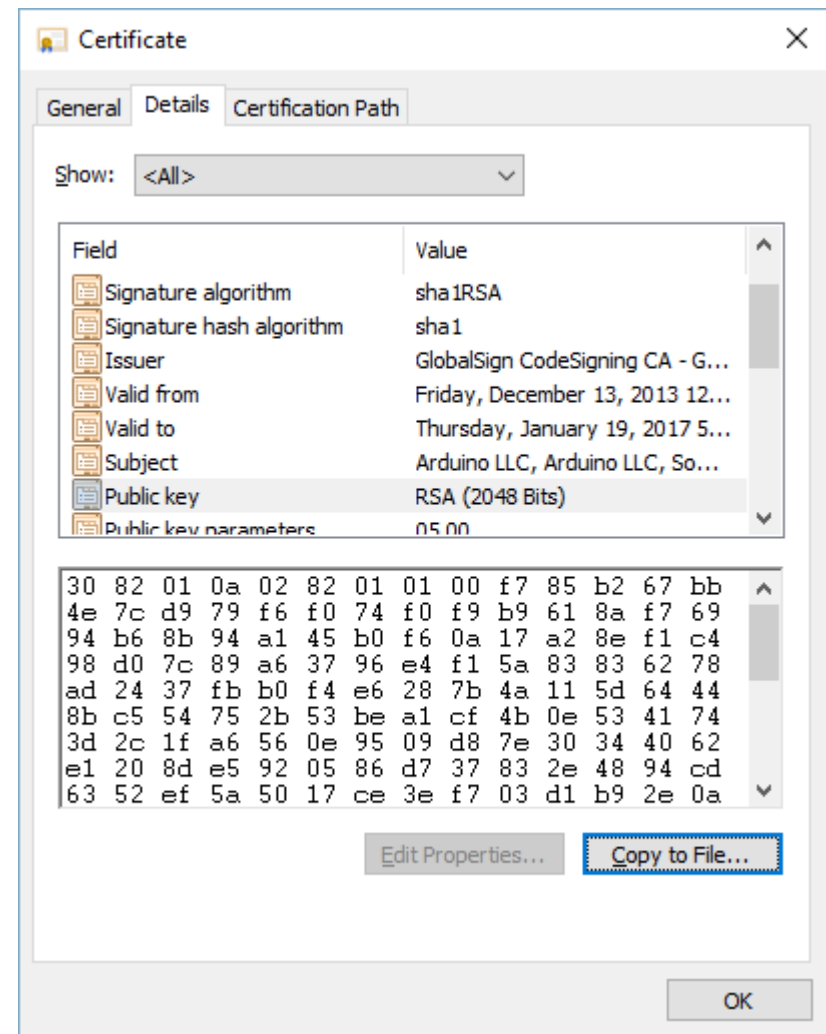 Certificate
General Details Certification Path
Show: <All>
Field Value
Signature algorithm sha1RSA
Signature hash algorithm sha1
Issuer GlobalSign CodeSigning CA - G...
Valid from Friday, December 13, 2013 12...
Valid to Thursday, January 19, 2017 5...
Subject Arduino LLC, Arduino LLC, So...
Public key RSA (2048 Bits)
Public key parameters 05 00
30 82 01 0a 02 82 01 01 00 f7 85 b2 67 bb
4e 7c d9 79 f6 f0 74 f0 f9 b9 61 8a f7 69
94 b6 8b 94 a1 45 b0 f6 0a 17 a2 8e f1 c4
98 d0 7c 89 a6 37 96 e4 f1 5a 83 83 62 78
ad 24 37 fb b0 f4 e6 28 7b 4a 11 5d 64 44
8b c5 54 75 2b 53 be a1 cf 4b 0e 53 41 74
3d 2c 1f a6 56 0e 95 09 d8 7e 30 34 40 62
e1 20 8d e5 92 05 86 d7 37 83 2e 48 94 cd
63 52 ef 5a 50 17 ce 3e f7 03 d1 b9 2e 0a
Edit Properties... Copy to File...
OK